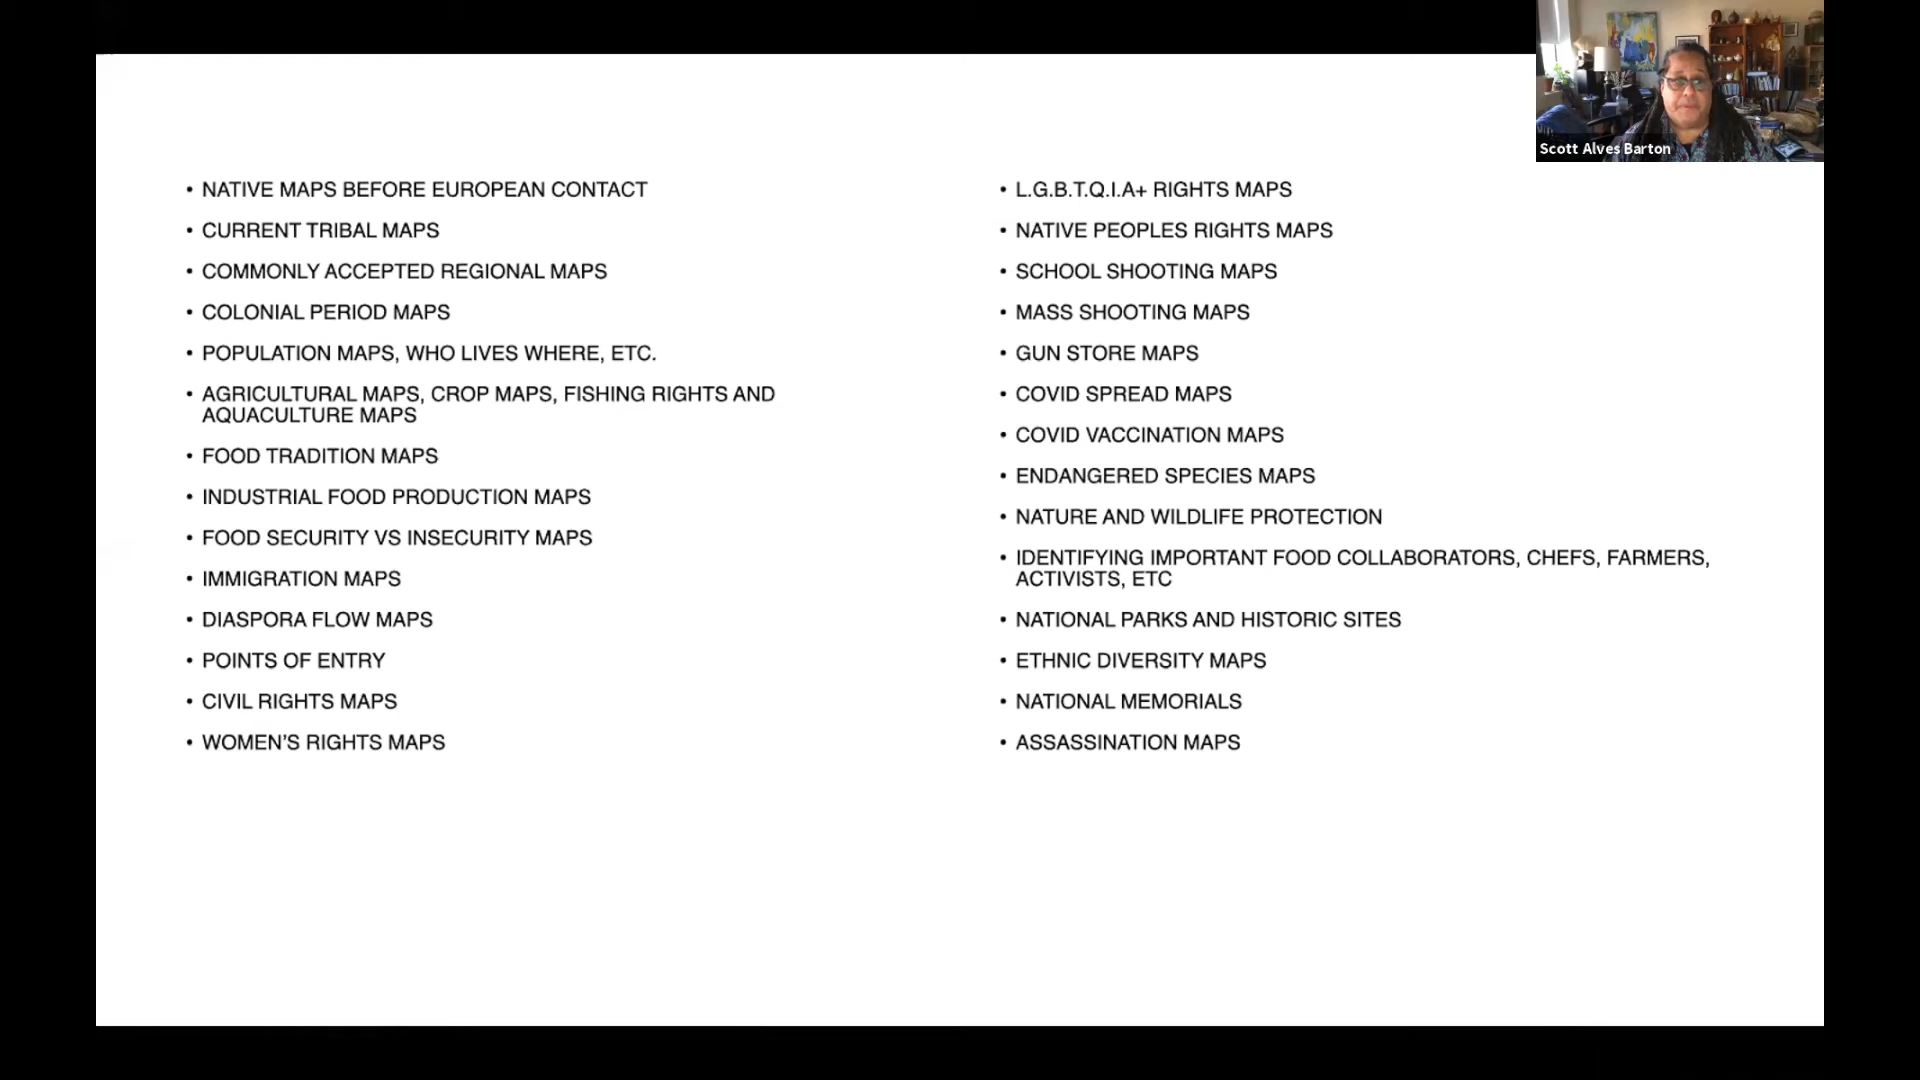 Scott Alves Barton
• NATIVE MAPS BEFORE EUROPEAN CONTACT
• CURRENT TRIBAL MAPS
• COMMONLY ACCEPTED REGIONAL MAPS
• COLONIAL PERIOD MAPS
• POPULATION MAPS, WHO LIVES WHERE, ETC.
• AGRICULTURAL MAPS, CROP MAPS, FISHING RIGHTS AND
AQUACULTURE MAPS
• FOOD TRADITION MAPS
• INDUSTRIAL FOOD PRODUCTION MAPS
• FOOD SECURITY VS INSECURITY MAPS
• IMMIGRATION MAPS
• DIASPORA FLOW MAPS
• POINTS OF ENTRY
• CIVIL RIGHTS MAPS
• WOMEN’S RIGHTS MAPS
• L.G.B.T.Q.I.A+ RIGHTS MAPS
• NATIVE PEOPLES RIGHTS MAPS
• SCHOOL SHOOTING MAPS
• MASS SHOOTING MAPS
• GUN STORE MAPS
• COVID SPREAD MAPS
• COVID VACCINATION MAPS
• ENDANGERED SPECIES MAPS
• NATURE AND WILDLIFE PROTECTION
• IDENTIFYING IMPORTANT FOOD COLLABORATORS, CHEFS, FARMERS,
ACTIVISTS, ETC
• NATIONAL PARKS AND HISTORIC SITES
• ETHNIC DIVERSITY MAPS
• NATIONAL MEMORIALS
• ASSASSINATION MAPS